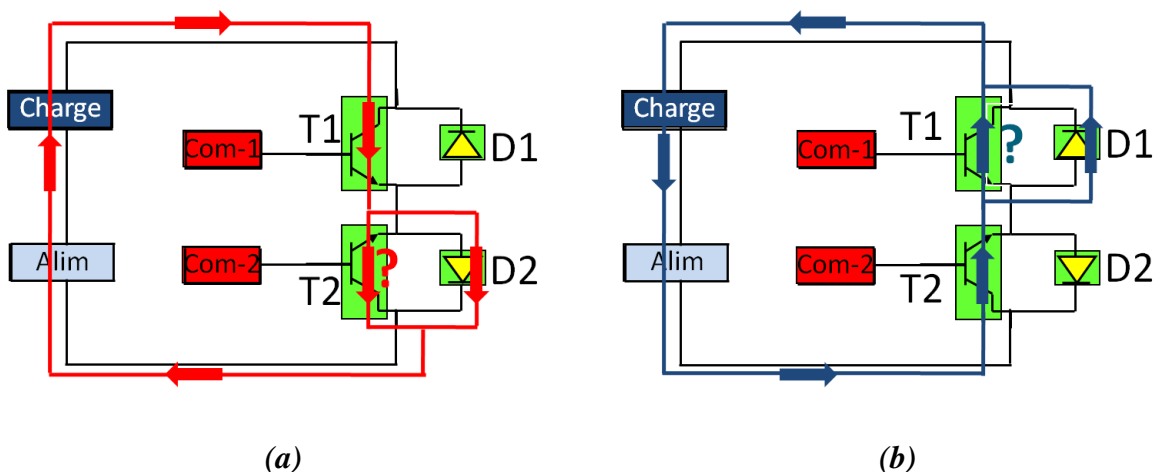 Charge
T1
Com-1
D1
Alim
Com-2
?
T2
D2
(a)
Charge
T1
?
Com-1
D1
Alim
Com-2
T2
D2
(b)